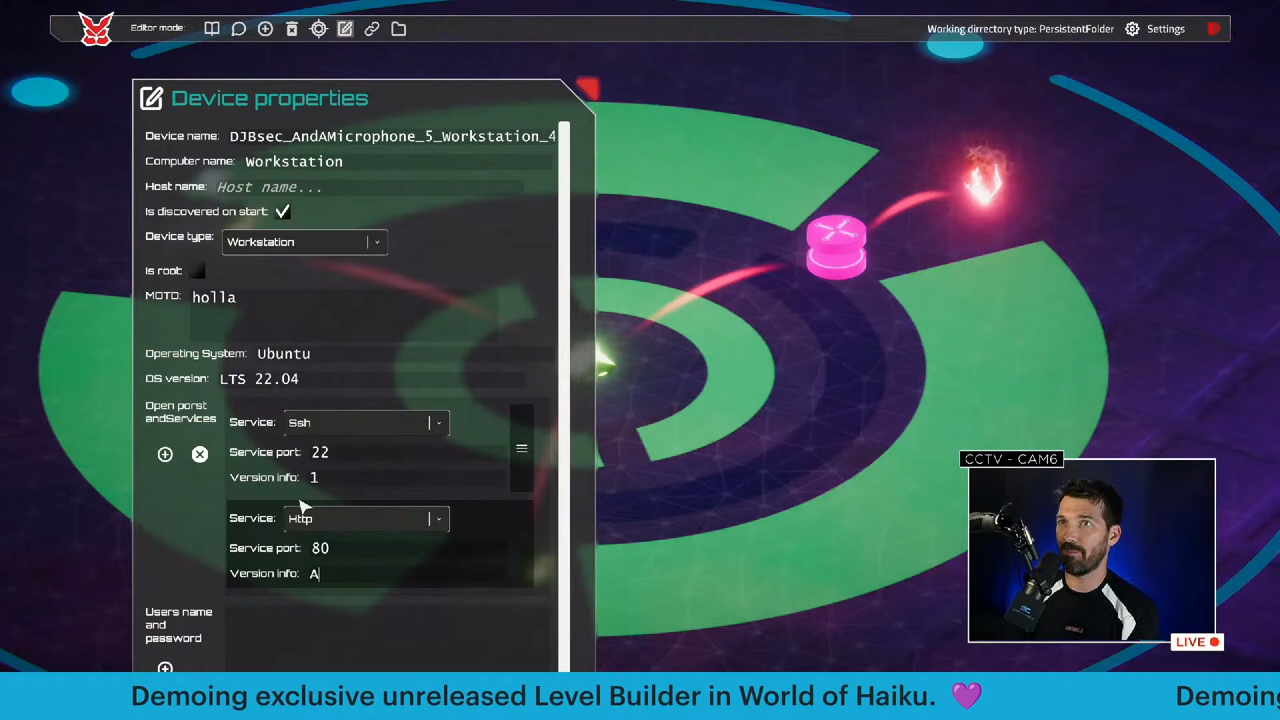 Editor mode:
Working dirrectory type: PersistentFolder
Settings
Device properties
Device name: DJBsec_AndAMicrophone_5_Workstation_4
Computer name: Workstation
Host name: Host name...
Is discovered on start:
Device type: Workstation
Is root:
MOTD: holla
Operating System: Ubuntu
OS version: LTS 22.04
Open porst
andServices
Service: Ssh
Service port: 22
Version info: 1
Service: Http
Service port: 80
Version info: A
Users name
and
password
CCTV - CAM6
LIVE
Demoing exclusive unreleased Level Builder in World of Haiku. 💜 Demoing